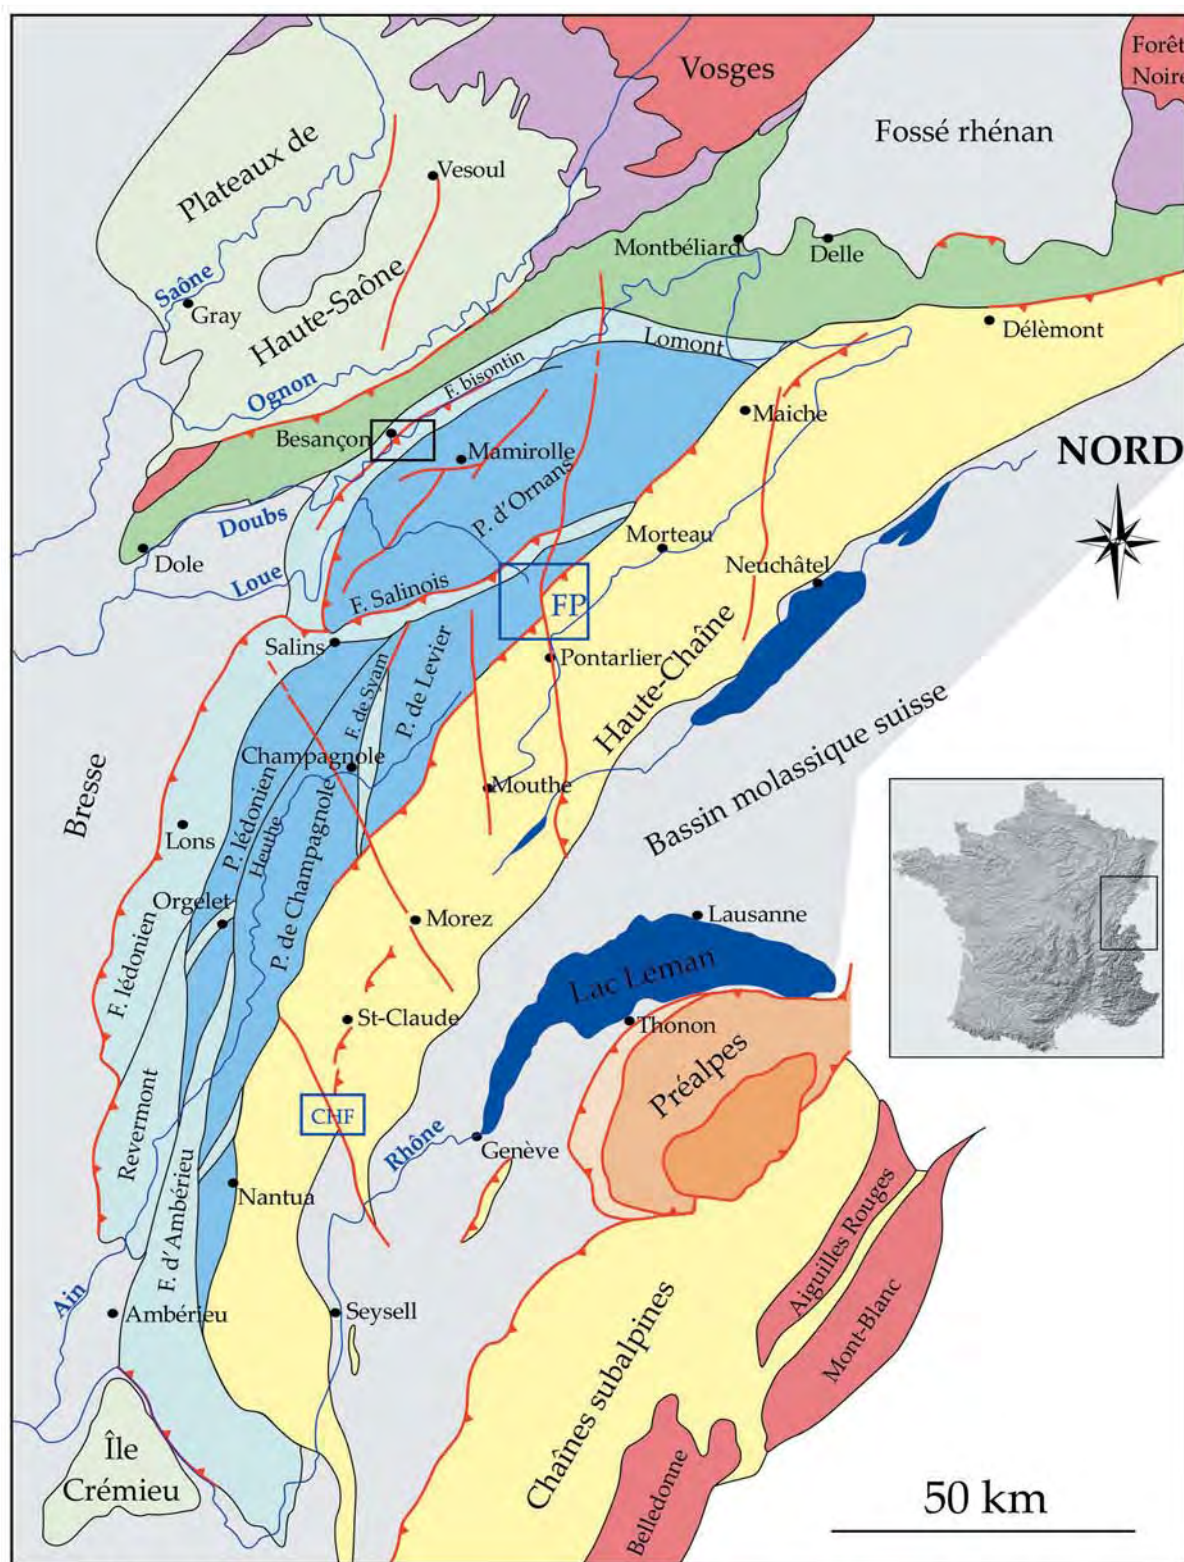 Vosges
Forêt
Noire
Fossé rhénan
Plateaux de
Haute-Saône
Vesoul
Montbéliard
Delle
Saône
Gray
Délèmont
Lomont
Ognon
F. bisontin
Besançon
Maiche
Mamirolle
NORD
P. d'Ornans
Doubs
Morteau
Dole
Loue
Neuchâtel
F. Salinois
FP
Salins
Pontarlier
F. de Syam
P. de Levier
Haute-Chaîne
Champagnole
Mouthe
Bresse
Bassin molassique suisse
Lons
P. lédonien
Heuthe
P. de Champagnole
Orgelet
Morez
Lausanne
F. lédonien
Lac Leman
St-Claude
Thonon
Préalpes
CHF
Revermont
Rhône
Genève
Nantua
F. d'Ambérieu
Aiguilles Rouges
Ain
Ambérieu
Seysell
Mont-Blanc
Chaînes subalpines
Île
Crémieu
Belledonne
50 km